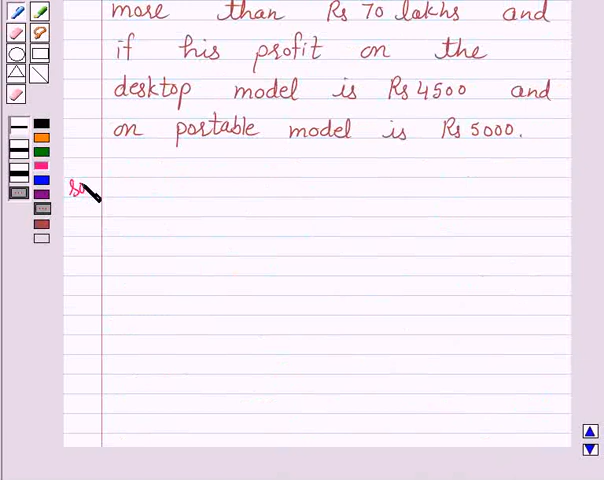 more than Rs 70 lakhs and
if his profit on the
desktop model is Rs 4500 and
on portable model is Rs 5000.